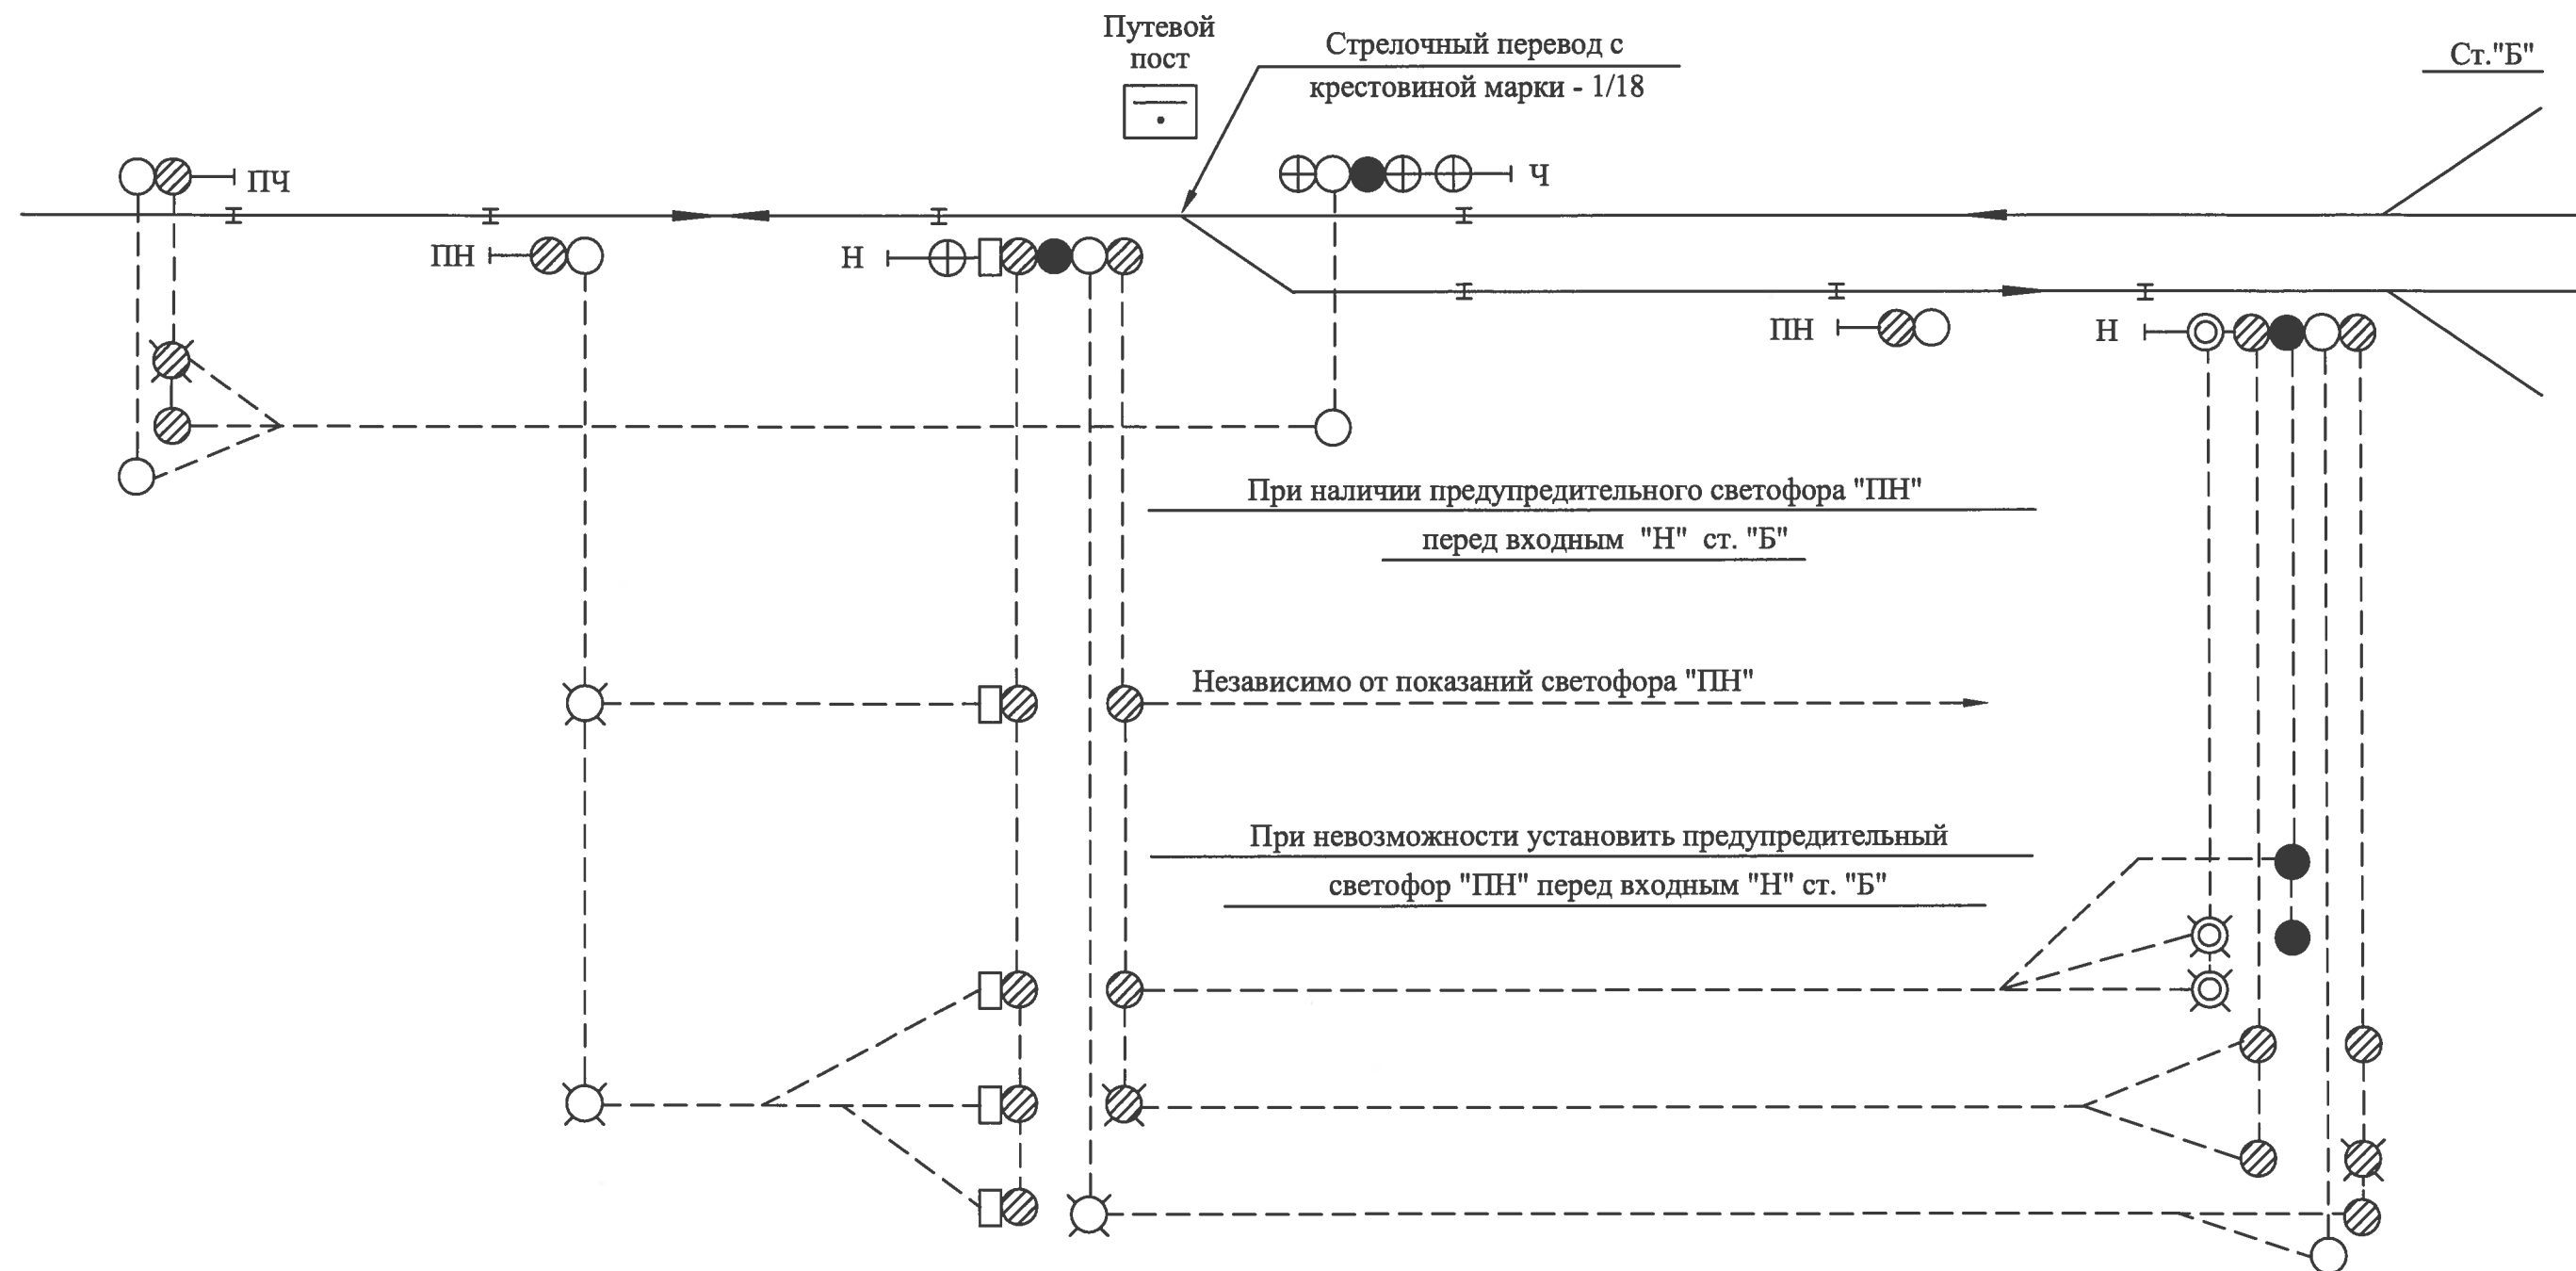 Путевой
пост
Стрелочный перевод с
крестовиной марки - 1/18
Ст."Б"
ПЧ
Ч
ПН
Н
ПН
Н
При наличии предупредительного светофора "ПН"
перед входным "Н" ст. "Б"
Независимо от показаний светофора "ПН"
При невозможности установить предупредительный
светофор "ПН" перед входным "Н" ст. "Б"